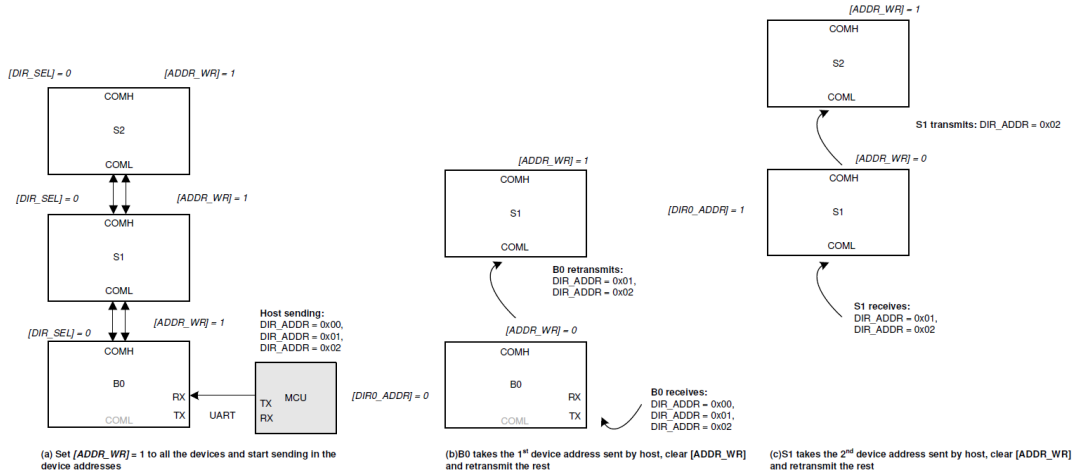 [DIR_SEL] = 0
[ADDR_WR] = 1
COMH
S2
COML
[DIR_SEL] = 0
[ADDR_WR] = 1
COMH
S1
COML
[DIR_SEL] = 0
[ADDR_WR] = 1
COMH
B0
RX
TX
COML
UART
Host sending:
DIR_ADDR = 0x00,
DIR_ADDR = 0x01,
DIR_ADDR = 0x02
TX
MCU
RX
(a) Set [ADDR_WR] = 1 to all the devices and start sending in the
device addresses
[ADDR_WR] = 1
COMH
S1
COML
B0 retransmits:
DIR_ADDR = 0x01,
DIR_ADDR = 0x02
[ADDR_WR] = 0
[DIR0_ADDR] = 0
COMH
B0
RX
TX
COML
B0 receives:
DIR_ADDR = 0x00,
DIR_ADDR = 0x01,
DIR_ADDR = 0x02
(b)B0 takes the 1st device address sent by host, clear [ADDR_WR]
and retransmit the rest
[ADDR_WR] = 1
COMH
S2
COML
S1 transmits: DIR_ADDR = 0x02
[ADDR_WR] = 0
[DIR0_ADDR] = 1
COMH
S1
COML
S1 receives:
DIR_ADDR = 0x01,
DIR_ADDR = 0x02
(c)S1 takes the 2nd device address sent by host, clear [ADDR_WR]
and retransmit the rest